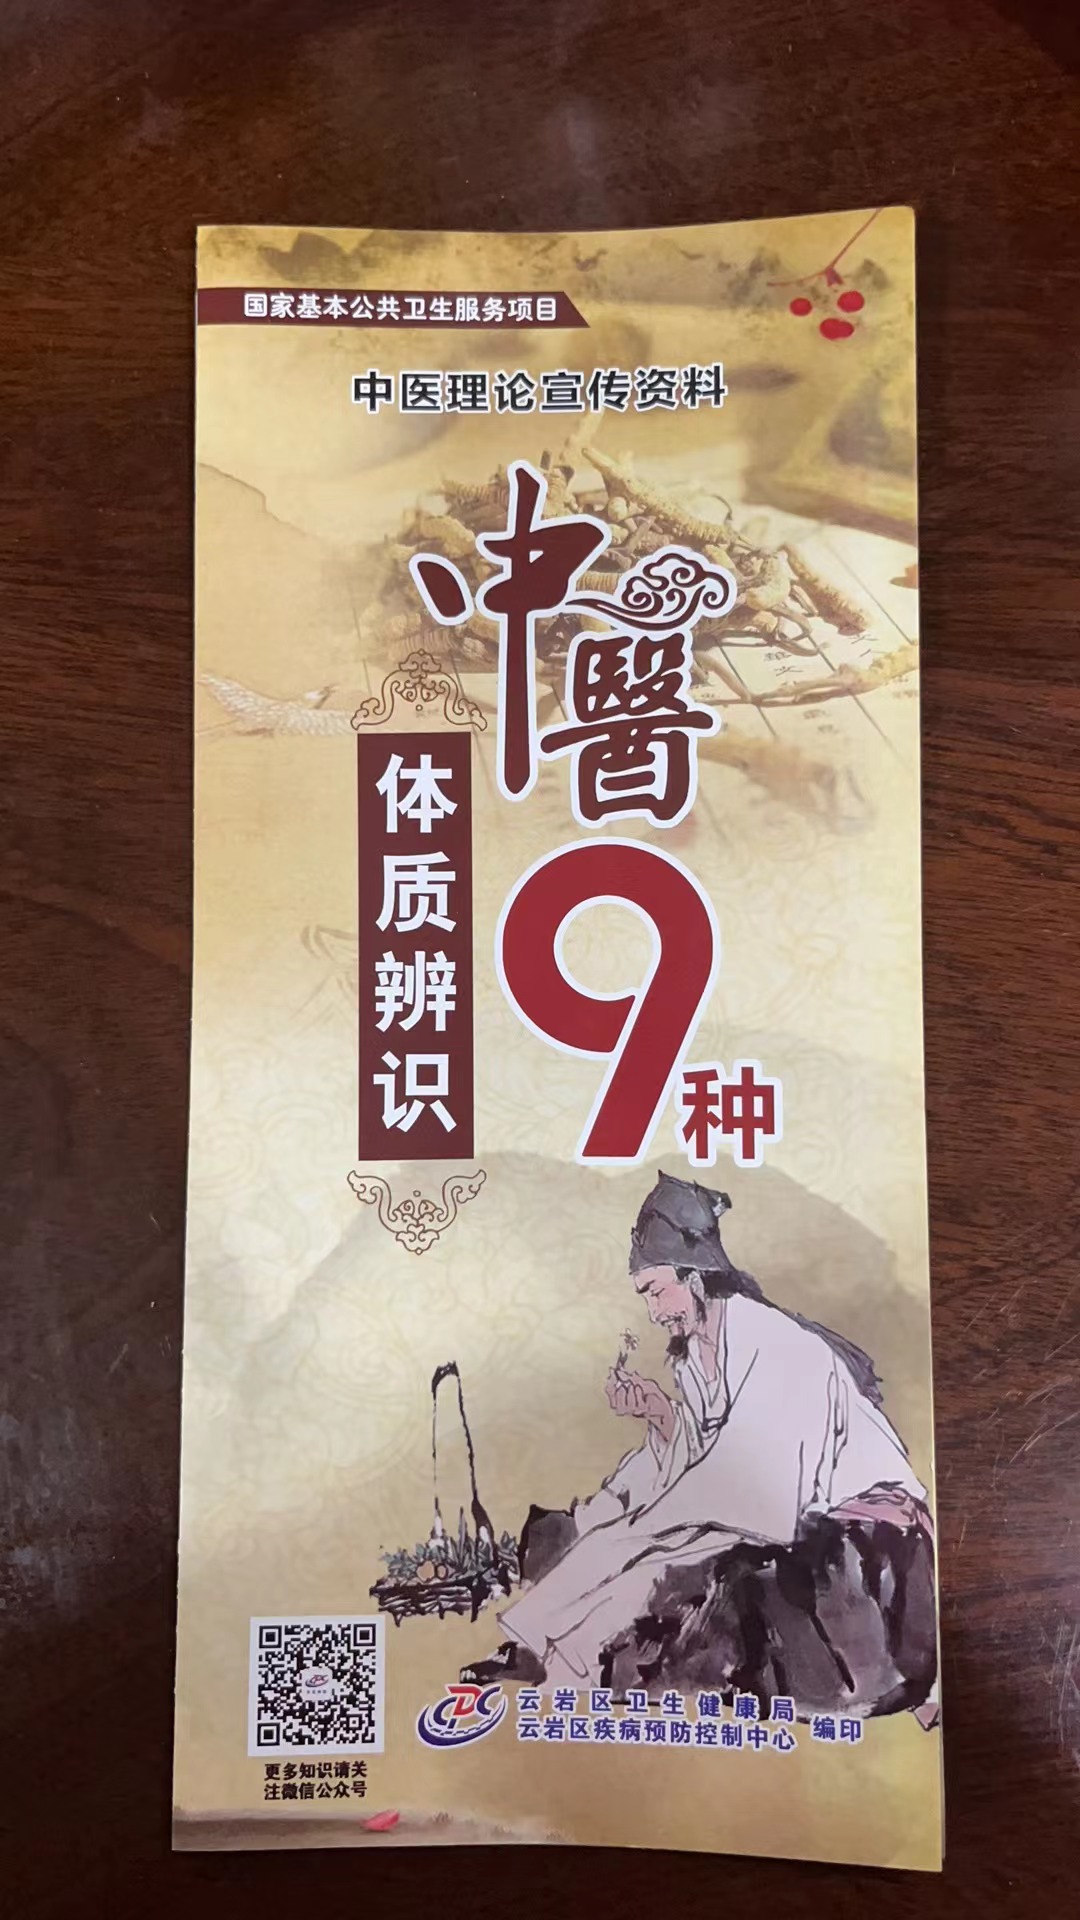 国家基本公共卫生服务项目
中医理论宣传资料
中醫
9种
体质辨识
CDC
云岩区卫生健康局
云岩区疾病预防控制中心
编印
更多知识请关
注微信公众号